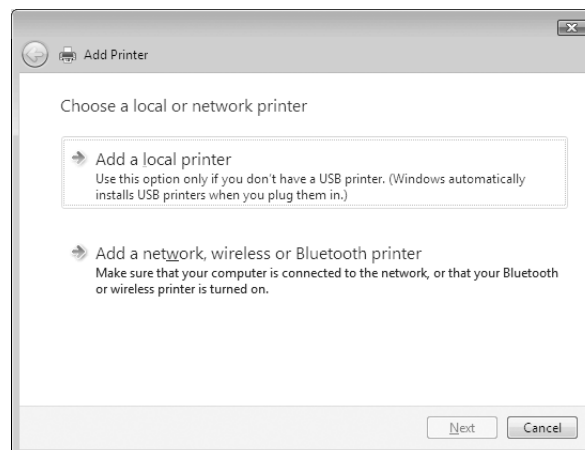 Add Printer
Choose a local or network printer
Add a local printer
Use this option only if you don't have a USB printer. (Windows automatically
installs USB printers when you plug them in.)
Add a network, wireless or Bluetooth printer
Make sure that your computer is connected to the network, or that your Bluetooth
or wireless printer is turned on.
Next Cancel